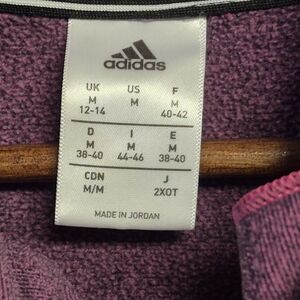 adidas
UK US F
M M M
12-14 40-42
D I E
M M M
38-40 44-46 38-40
CDN J
M/M 2XOT
MADE IN JORDAN